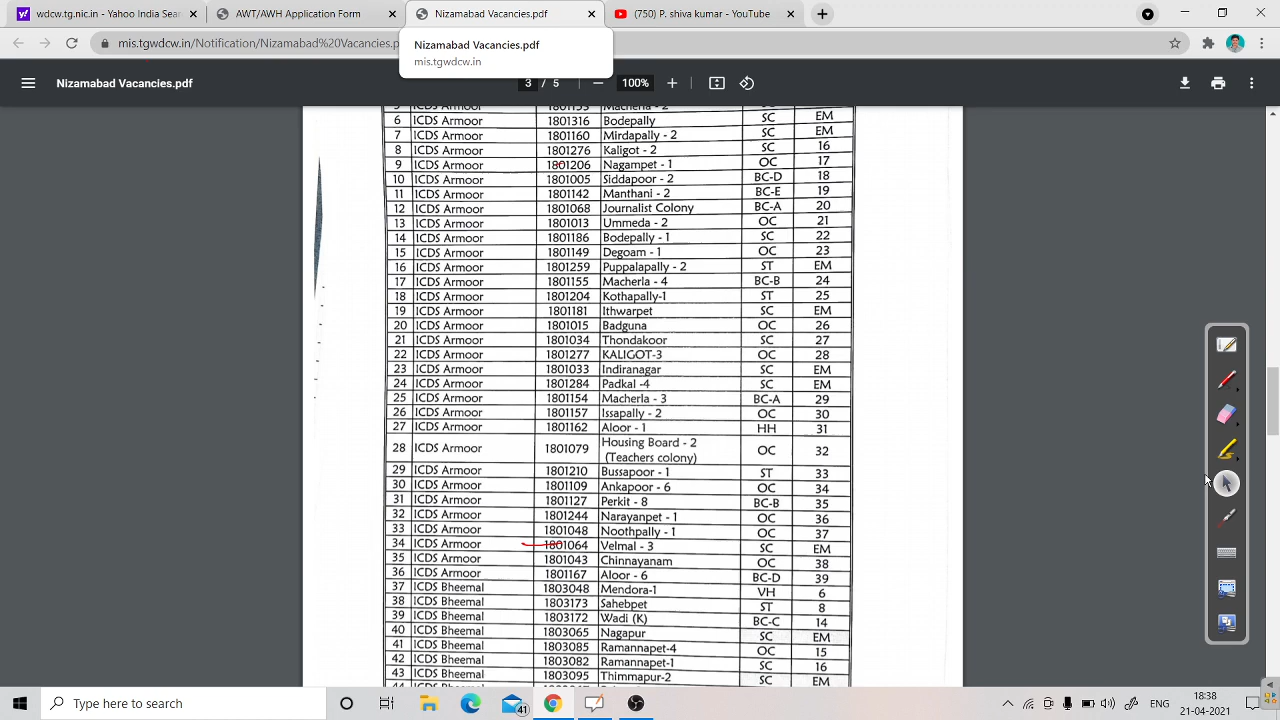 wdcw.tg.nic.in - Yahoo India Sea
AWT/AWH Application Form
Nizamabad Vacancies.pdf
(750) P. shiva kumar - YouTube
mis.tgwdcw.in/Notification/Nizamabad%20Vacancies.p
Nizamabad Vacancies.pdf
mis.tgwdcw.in
Nizamabad Vacancies.pdf
3 / 5
100%
6 ICDS Armoor 1801316 Bodepally SC EM
7 ICDS Armoor 1801160 Mirdapally - 2 SC EM
8 ICDS Armoor 1801276 Kaligot - 2 SC 16
9 ICDS Armoor 1801206 Nagampet - 1 OC 17
10 ICDS Armoor 1801005 Siddapoor - 2 BC-D 18
11 ICDS Armoor 1801142 Manthani - 2 BC-E 19
12 ICDS Armoor 1801068 Journalist Colony BC-A 20
13 ICDS Armoor 1801013 Ummeda - 2 OC 21
14 ICDS Armoor 1801186 Bodepally - 1 SC 22
15 ICDS Armoor 1801149 Degoam - 1 OC 23
16 ICDS Armoor 1801259 Puppalapally - 2 ST EM
17 ICDS Armoor 1801155 Macherla - 4 BC-B 24
18 ICDS Armoor 1801204 Kothapally-1 ST 25
19 ICDS Armoor 1801181 Ithwarpet SC EM
20 ICDS Armoor 1801015 Badguna OC 26
21 ICDS Armoor 1801034 Thondakoor SC 27
22 ICDS Armoor 1801277 KALIGOT-3 OC 28
23 ICDS Armoor 1801033 Indiranagar SC EM
24 ICDS Armoor 1801284 Padkal -4 SC EM
25 ICDS Armoor 1801154 Macherla - 3 BC-A 29
26 ICDS Armoor 1801157 Issapally - 2 OC 30
27 ICDS Armoor 1801162 Aloor - 1 HH 31
28 ICDS Armoor 1801079 Housing Board - 2 OC 32
(Teachers colony)
29 ICDS Armoor 1801210 Bussapoor - 1 ST 33
30 ICDS Armoor 1801109 Ankapoor - 6 OC 34
31 ICDS Armoor 1801127 Perkit - 8 BC-B 35
32 ICDS Armoor 1801244 Narayanpet - 1 OC 36
33 ICDS Armoor 1801048 Noothpally - 1 OC 37
34 ICDS Armoor 1801064 Velmal - 3 SC EM
35 ICDS Armoor 1801043 Chinnayanam OC 38
36 ICDS Armoor 1801167 Aloor - 6 BC-D 39
37 ICDS Bheemal 1803048 Mendora-1 VH 6
38 ICDS Bheemal 1803173 Sahebpet ST 8
39 ICDS Bheemal 1803172 Wadi (K) BC-C 14
40 ICDS Bheemal 1803065 Nagapur SC EM
41 ICDS Bheemal 1803085 Ramannapet-4 OC 15
42 ICDS Bheemal 1803082 Ramannapet-1 SC 16
43 ICDS Bheemal 1803095 Thimmapur-2 SC EM
Type here to search
41
ENG
18:38
21-04-2021